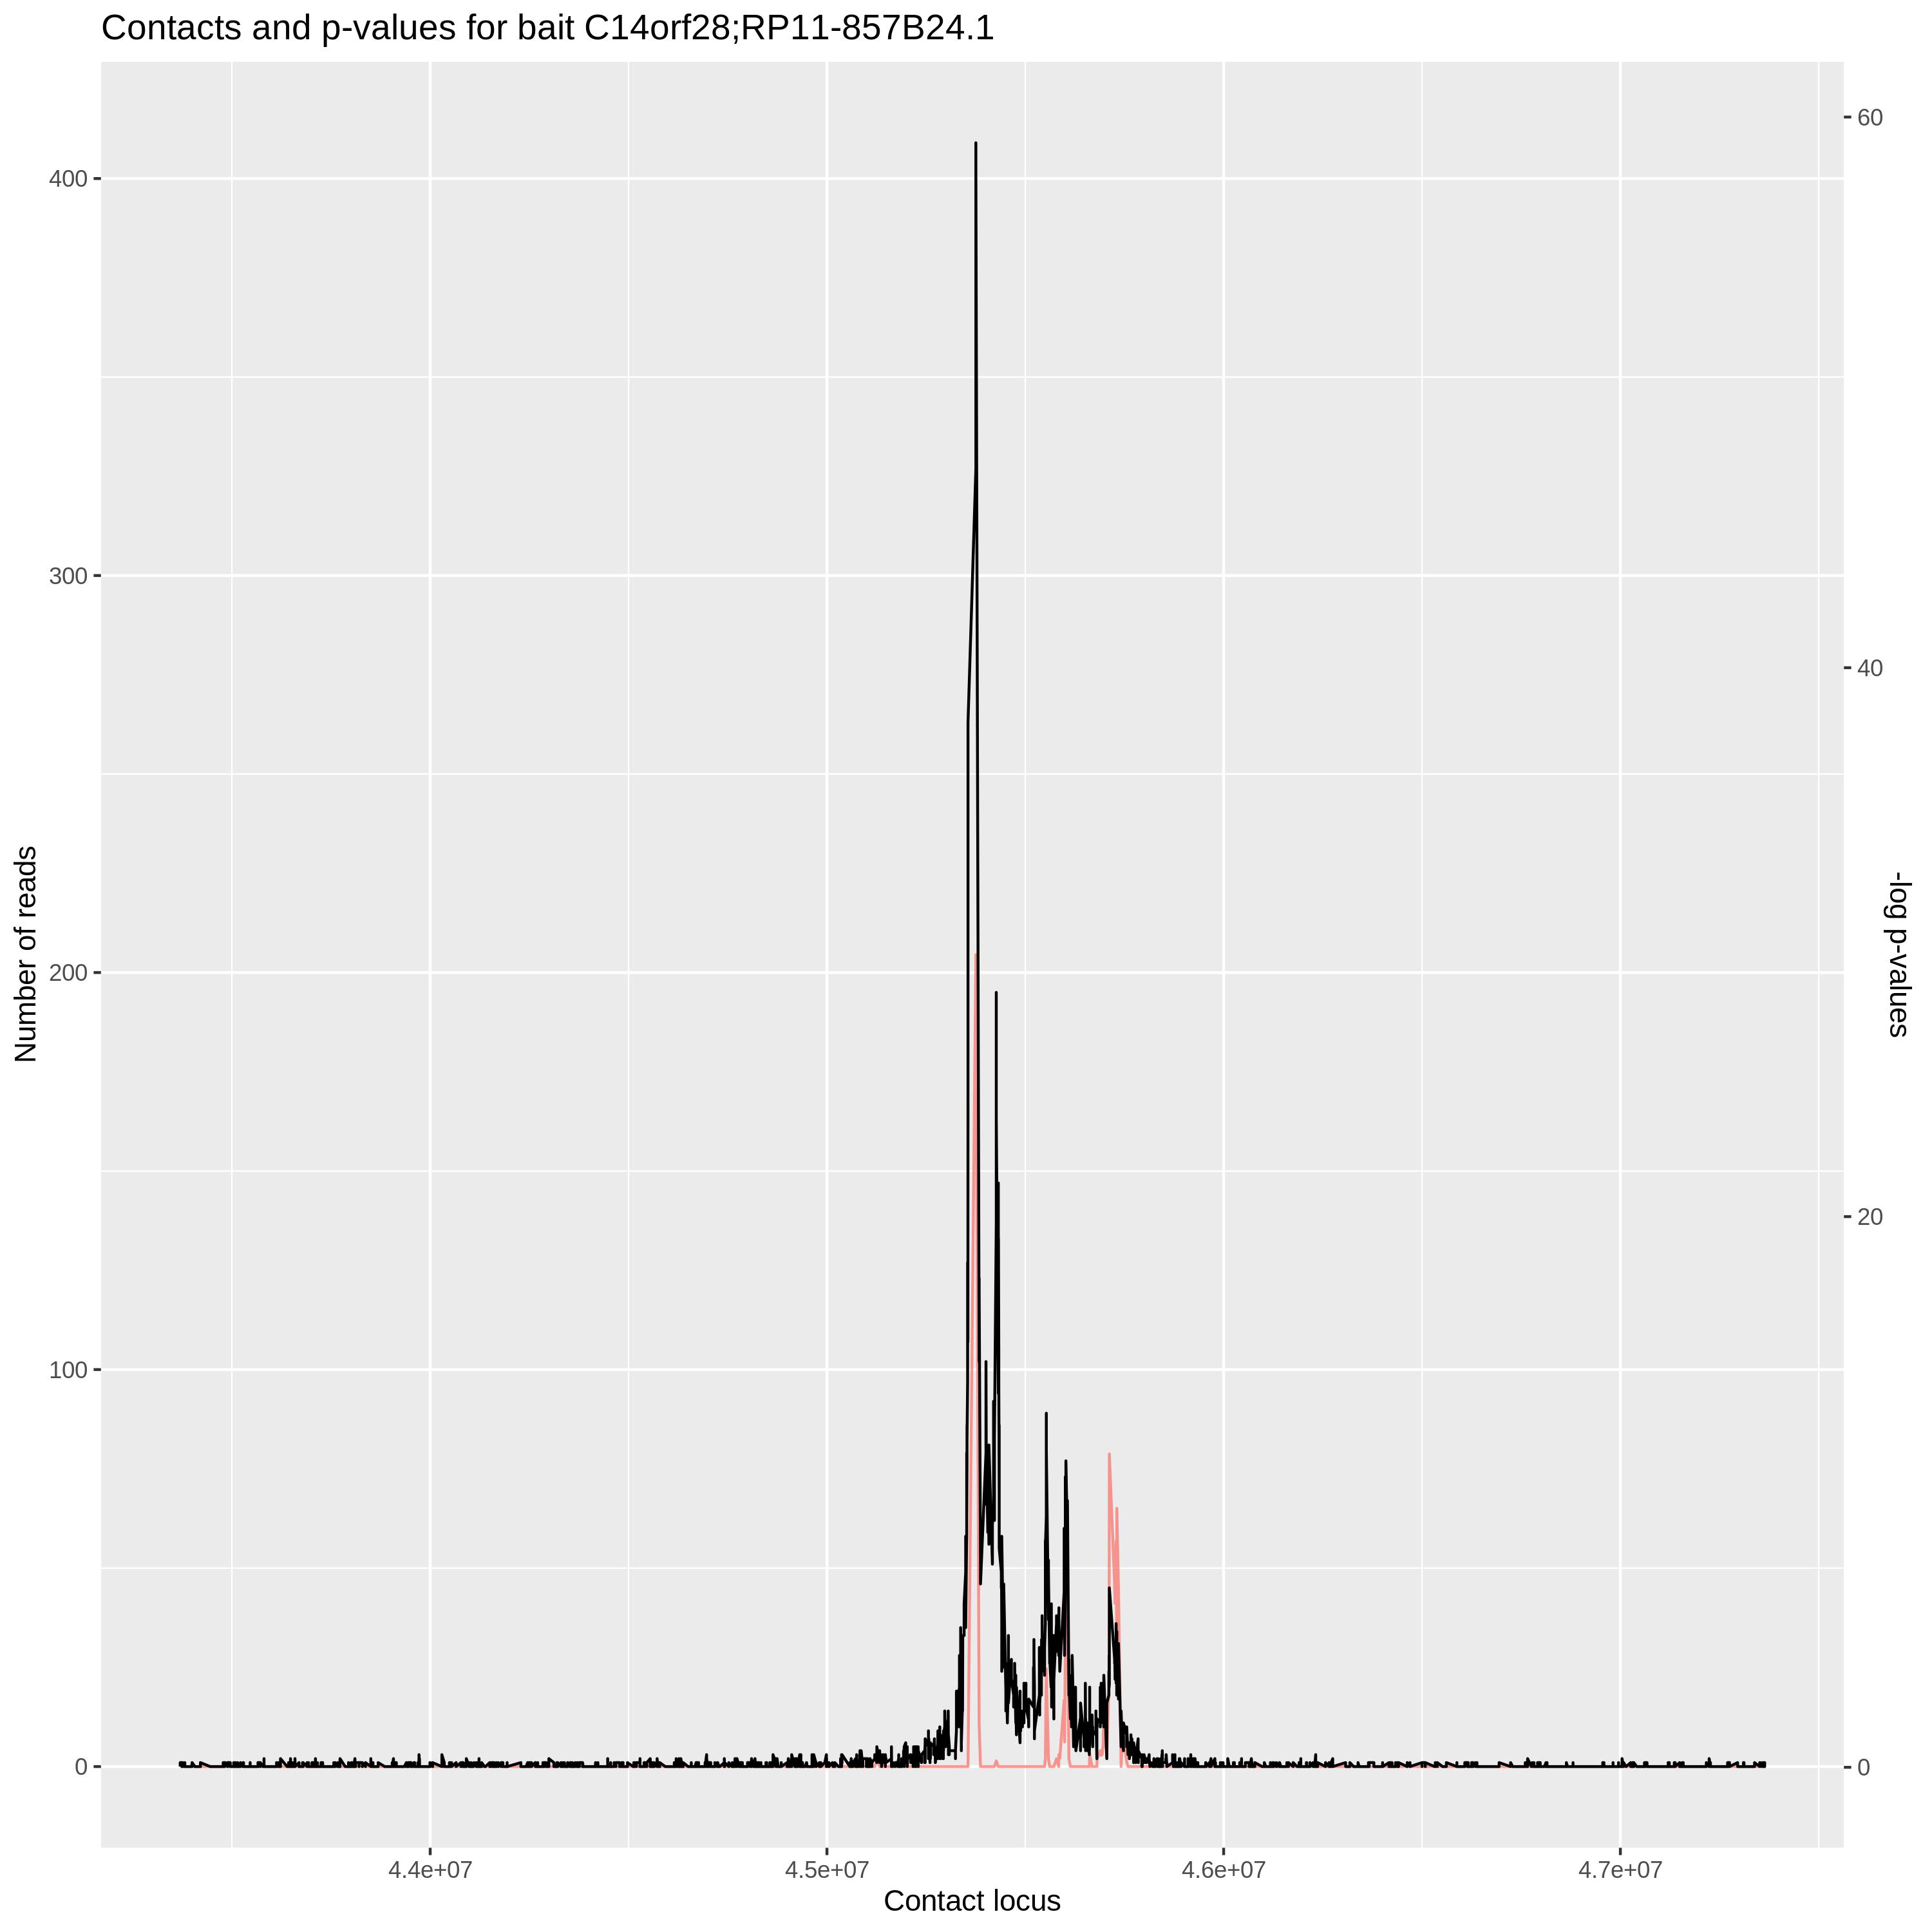 Contacts and p-values for bait C14orf28;RP11-857B24.1
400
300
200
100
0
Number of reads
60
40
20
0
-log p-values
4.4e+07
4.5e+07
4.6e+07
4.7e+07
Contact locus